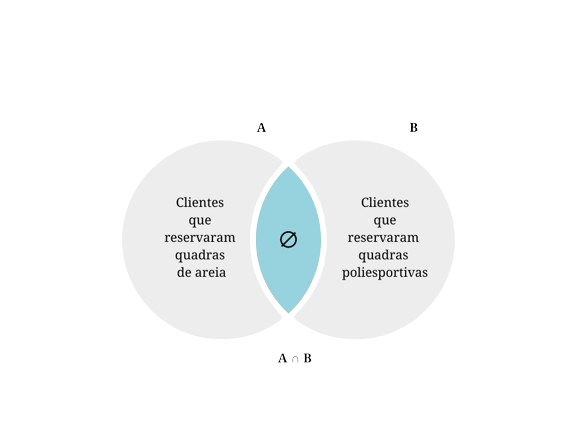 A
B
Clientes
que
reservaram
quadras
de areia
∅
Clientes
que
reservaram
quadras
poliesportivas
A ∩ B